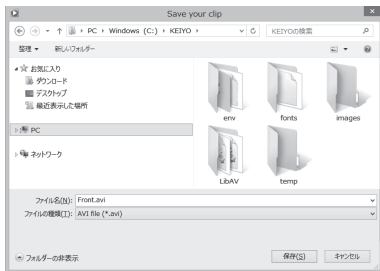 Save your clip
PC ▸ Windows (C:) ▸ KEIYO ▸
KEIYOの検索
整理 ▼ 新しいフォルダー
お気に入り
ダウンロード
デスクトップ
最近表示した場所
PC
ネットワーク
env
fonts
images
LibAV
temp
ファイル名(N): Front.avi
ファイルの種類(T): AVI file (*.avi)
フォルダーの非表示
保存(S)
キャンセル